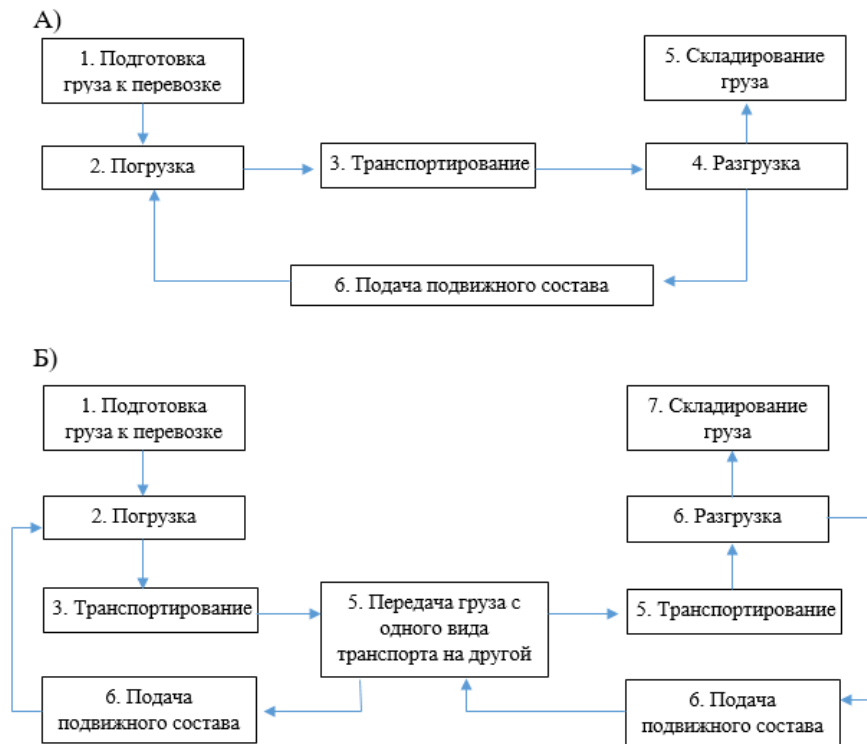 А)
1. Подготовка
груза к перевозке
5. Складирование
груза
2. Погрузка
3. Транспортирование
4. Разгрузка
6. Подача подвижного состава
Б)
1. Подготовка
груза к перевозке
7. Складирование
груза
2. Погрузка
6. Разгрузка
3. Транспортирование
5. Передача груза с
одного вида
транспорта на другой
5. Транспортирование
6. Подача
подвижного состава
6. Подача
подвижного состава